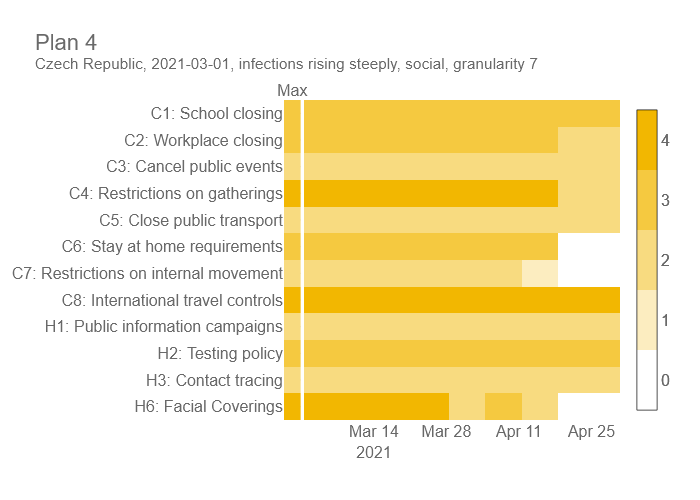 Plan 4
Czech Republic, 2021-03-01, infections rising steeply, social, granularity 7
Max
C1: School closing
C2: Workplace closing
C3: Cancel public events
C4: Restrictions on gatherings
C5: Close public transport
C6: Stay at home requirements
C7: Restrictions on internal movement
C8: International travel controls
H1: Public information campaigns
H2: Testing policy
H3: Contact tracing
H6: Facial Coverings
Mar 14 Mar 28 Apr 11 Apr 25
2021
4
3
2
1
0